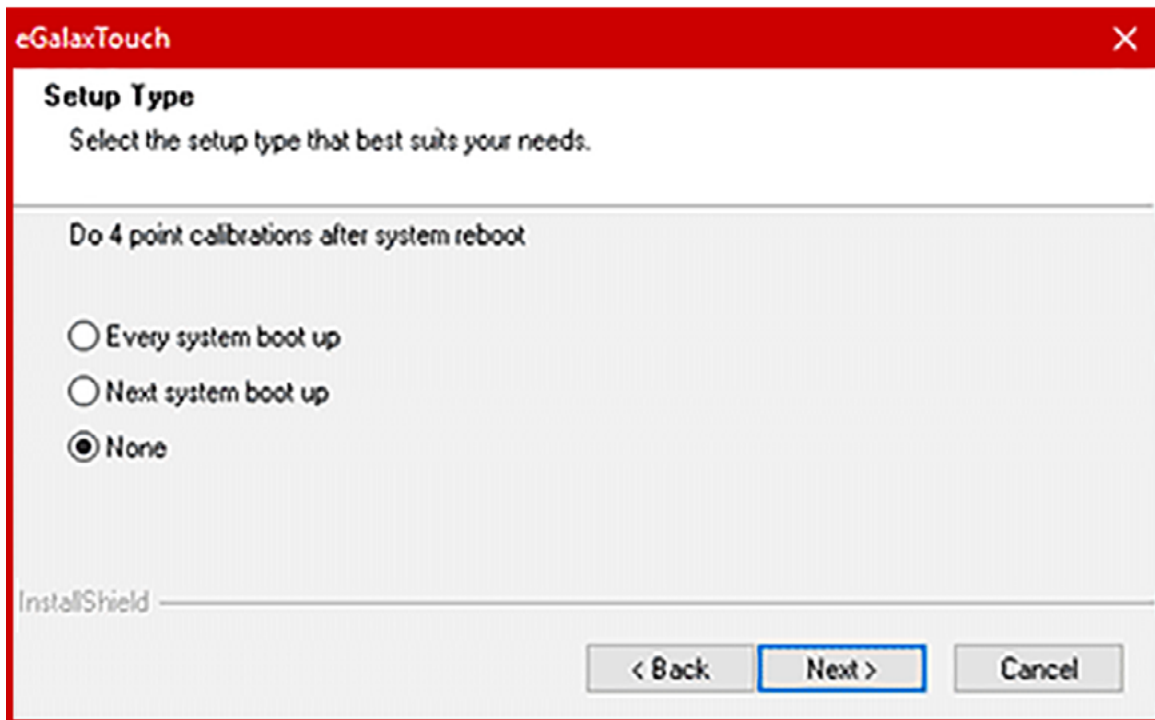 eGalaxTouch
Setup Type
Select the setup type that best suits your needs.
Do 4 point calibrations after system reboot
Every system boot up
Next system boot up
None
InstallShield
< Back Next > Cancel